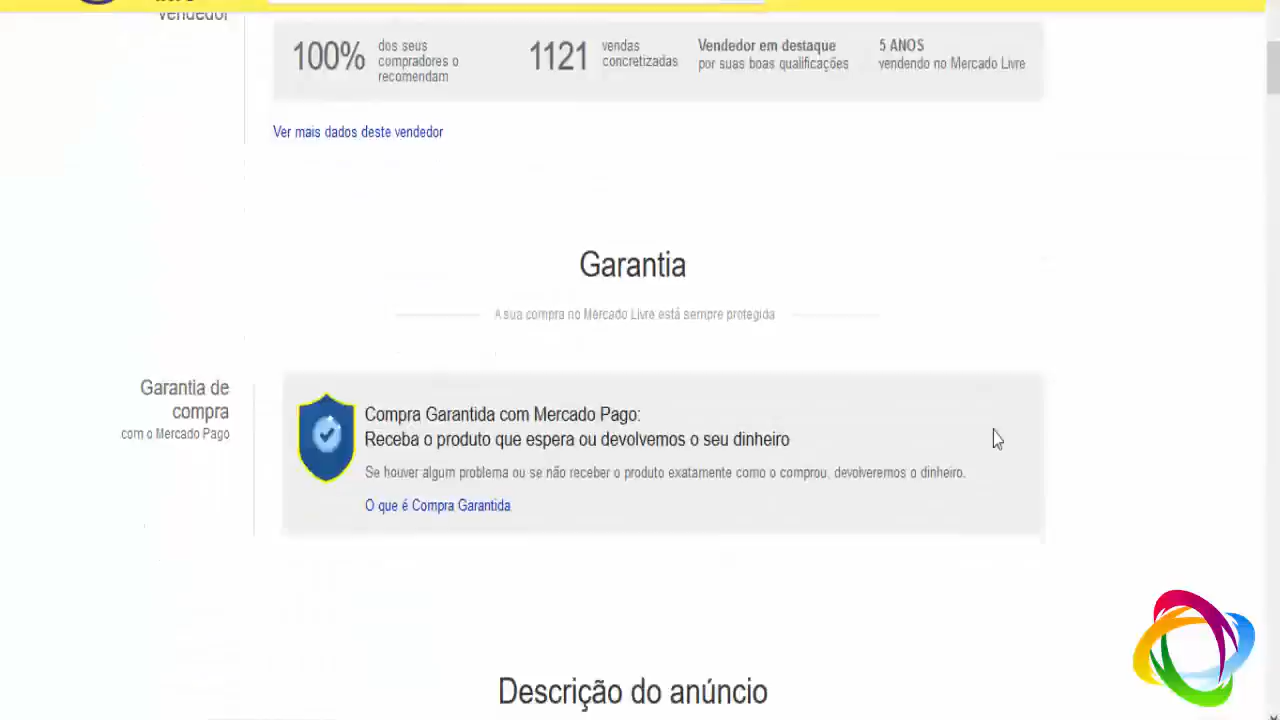 vendedor
100% dos seus compradores o recomendam
1121 vendas concretizadas
Vendedor em destaque
por suas boas qualificações
5 ANOS
vendendo no Mercado Livre
Ver mais dados deste vendedor
Garantia
A sua compra no Mercado Livre está sempre protegida
Garantia de
compra
com o Mercado Pago
Compra Garantida com Mercado Pago:
Receba o produto que espera ou devolvemos o seu dinheiro
Se houver algum problema ou se não receber o produto exatamente como o comprou, devolveremos o dinheiro.
O que é Compra Garantida
Descrição do anúncio